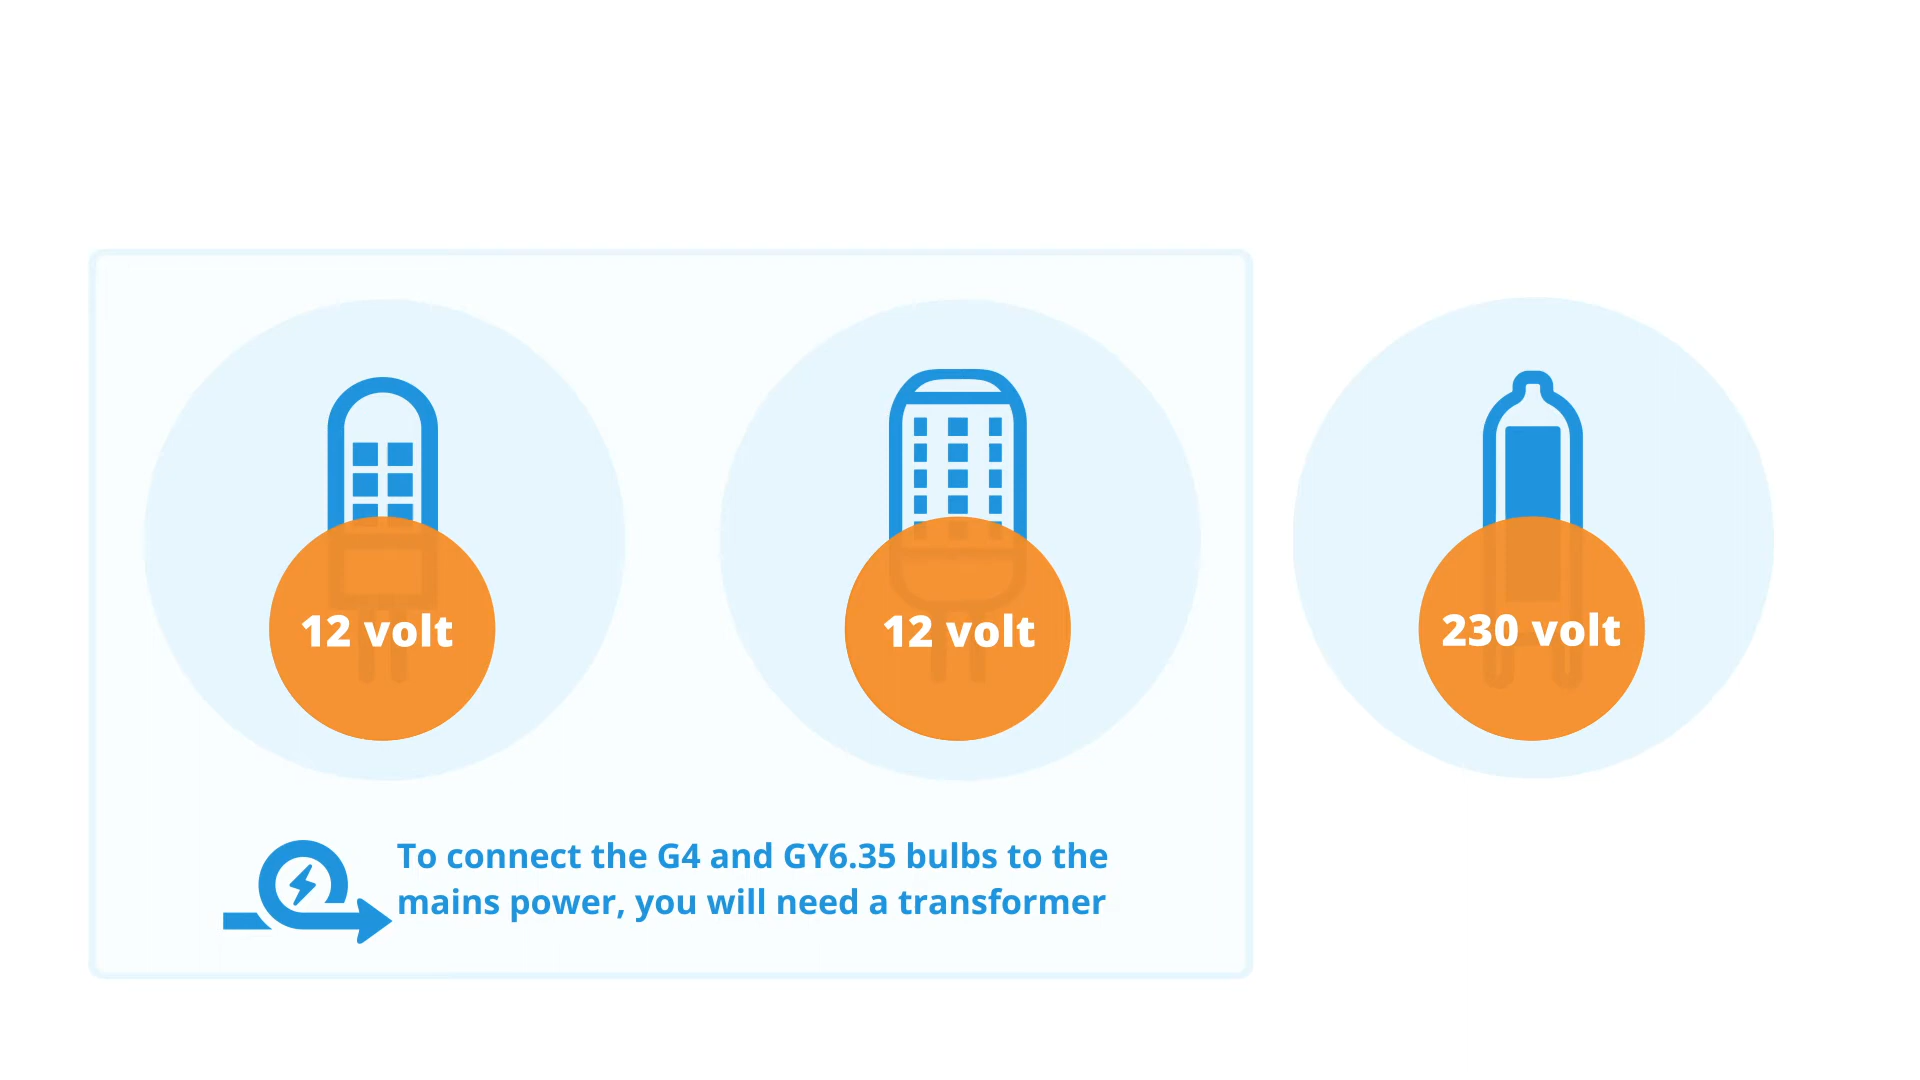 12 volt
12 volt
230 volt
To connect the G4 and GY6.35 bulbs to the
mains power, you will need a transformer